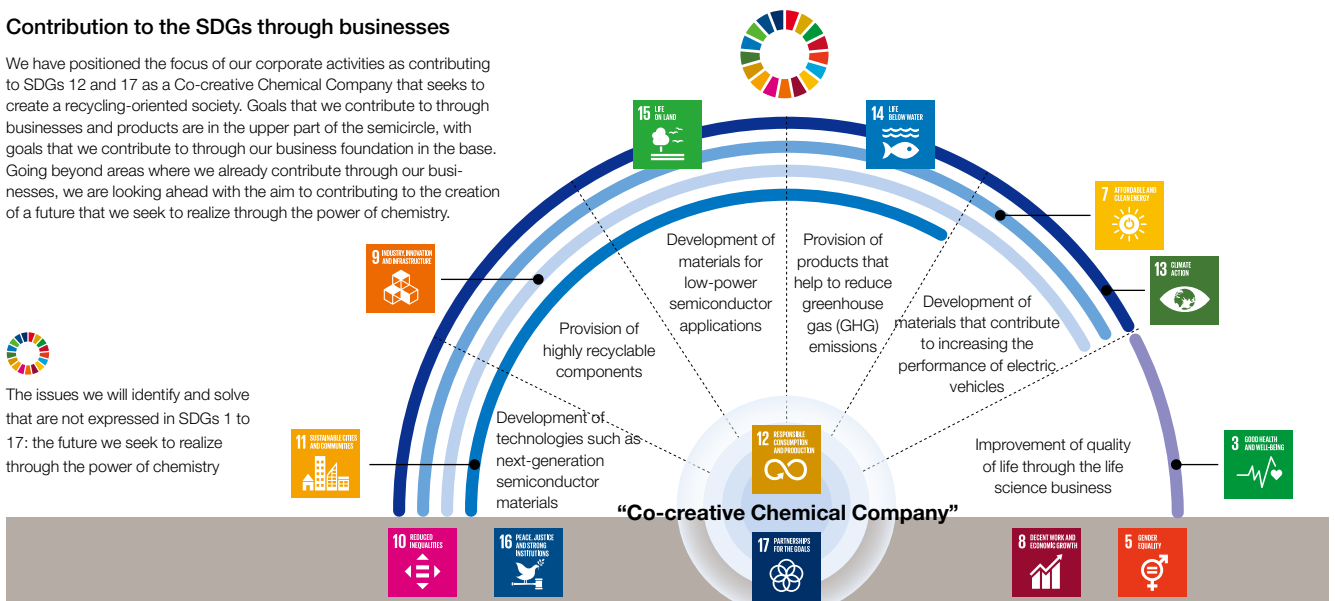 Contribution to the SDGs through businesses
We have positioned the focus of our corporate activities as contributing
to SDGs 12 and 17 as a Co-creative Chemical Company that seeks to
create a recycling-oriented society. Goals that we contribute to through
businesses and products are in the upper part of the semicircle, with
goals that we contribute to through our business foundation in the base.
Going beyond areas where we already contribute through our busi-
nesses, we are looking ahead with the aim to contributing to the creation
of a future that we seek to realize through the power of chemistry.
The issues we will identify and solve
that are not expressed in SDGs 1 to
17: the future we seek to realize
through the power of chemistry
15 LIFE
ON LAND
14 LIFE
BELOW WATER
7 AFFORDABLE AND
CLEAN ENERGY
9 INDUSTRY, INNOVATION
AND INFRASTRUCTURE
13 CLIMATE
ACTION
11 SUSTAINABLE CITIES
AND COMMUNITIES
3 GOOD HEALTH
AND WELL-BEING
Development of
technologies such as
next-generation
semiconductor
materials
Provision of
highly recyclable
components
Development of
materials for
low-power
semiconductor
applications
Provision of
products that
help to reduce
greenhouse
gas (GHG)
emissions
Development of
materials that contribute
to increasing the
performance of electric
vehicles
Improvement of quality
of life through the life
science business
12 RESPONSIBLE
CONSUMPTION
AND PRODUCTION
“Co-creative Chemical Company”
10 REDUCED
INEQUALITIES
16 PEACE, JUSTICE
AND STRONG
INSTITUTIONS
17 PARTNERSHIPS
FOR THE GOALS
8 DECENT WORK AND
ECONOMIC GROWTH
5 GENDER
EQUALITY